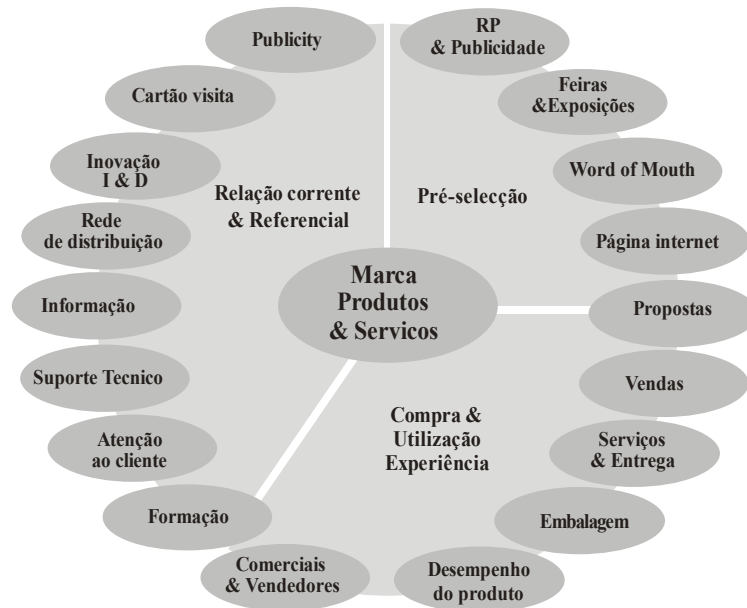 Publicity
RP
& Publicidade
Cartão visita
Feiras
&Exposições
Inovação
I & D
Word of Mouth
Relação corrente
& Referencial
Pré-selecção
Rede
de distribuição
Página internet
Marca
Produtos
& Servicos
Informação
Propostas
Suporte Tecnico
Vendas
Compra &
Utilização
Experiência
Atenção
ao cliente
Serviços
& Entrega
Formação
Embalagem
Comerciais
& Vendedores
Desempenho
do produto